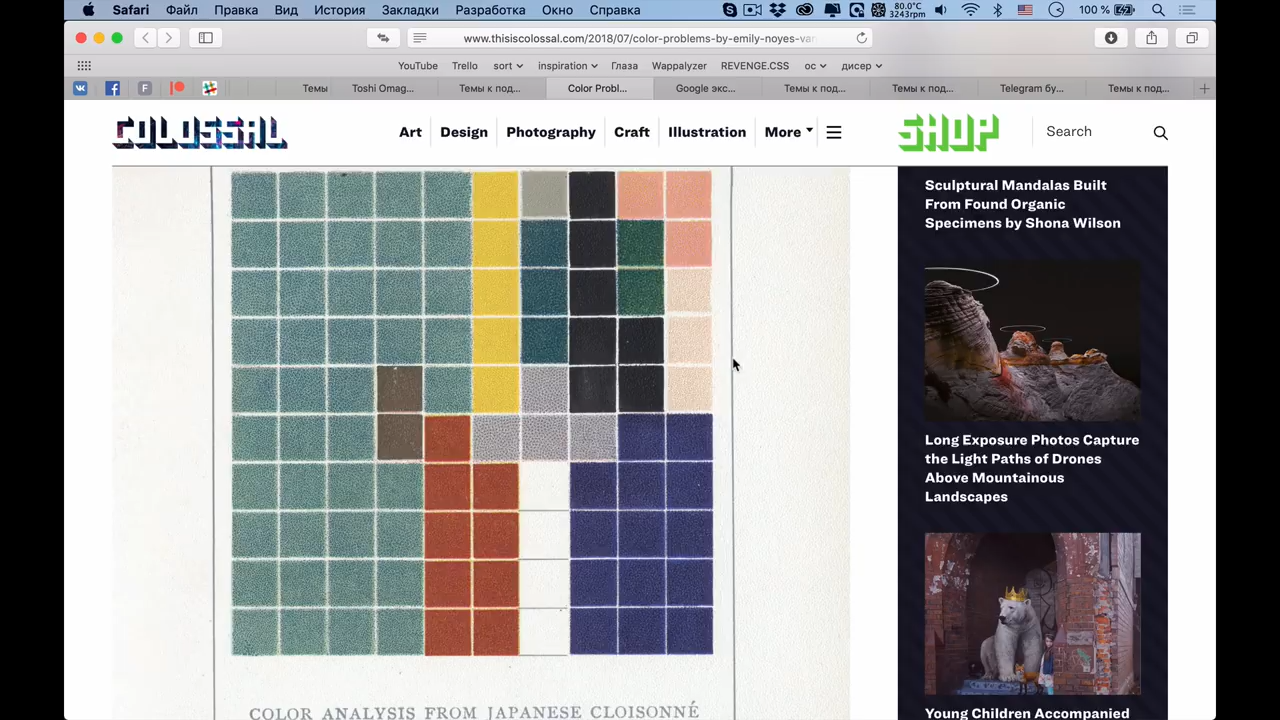 Safari Файл Правка Вид История Закладки Разработка Окно Справка 80.0°C 3243rpm 100 %
www.thisiscolossal.com/2018/07/color-problems-by-emily-noyes-van
YouTube Trello sort inspiration Глаза Wappalyzer REVENGE.CSS ос дисер
F Темы Toshi Omag... Темы к под... Color Probl... Google экс... Темы к под... Темы к под... Telegram бу... Темы к под...
COLOSSAL Art Design Photography Craft Illustration More SHOP Search
Sculptural Mandalas Built
From Found Organic
Specimens by Shona Wilson
Long Exposure Photos Capture
the Light Paths of Drones
Above Mountainous
Landscapes
COLOR ANALYSIS FROM JAPANESE CLOISONNÉ
Young Children Accompanied